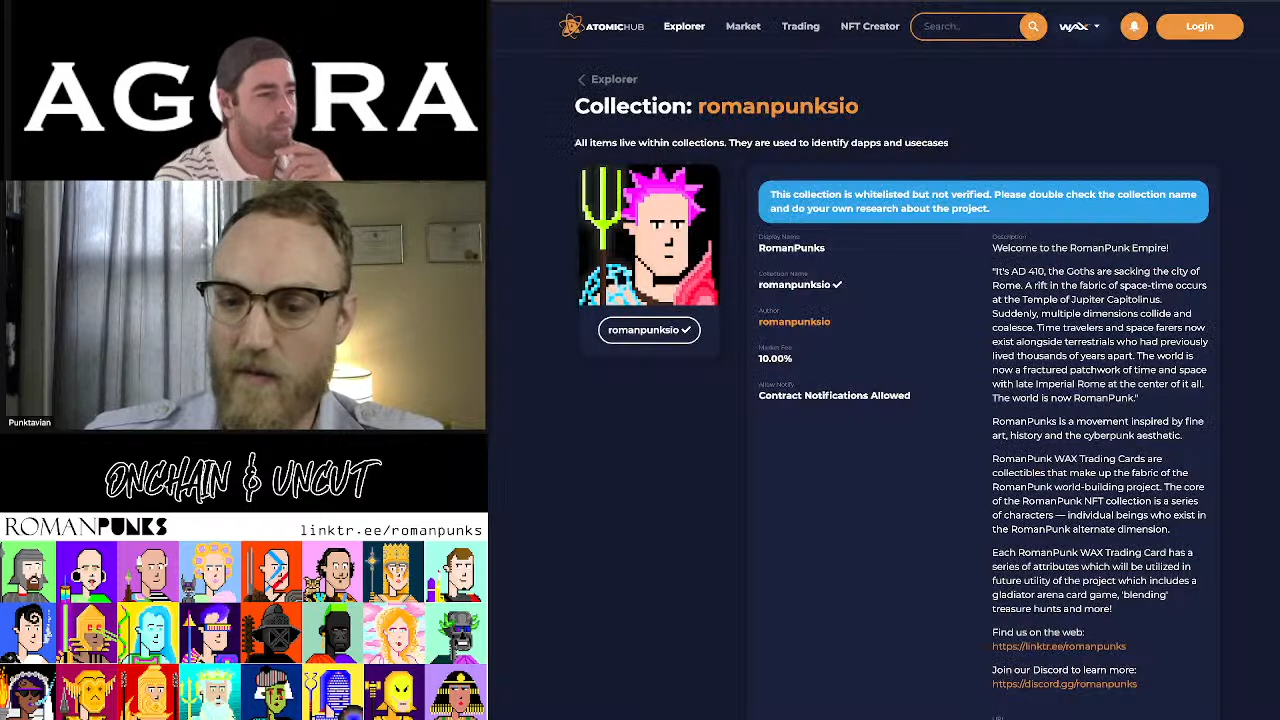 AGORA
Punktavian
ONCHAIN & UNCUT
ROMANPUNKS
linktr.ee/romanpunks
ATOMICHUB
Explorer
Market
Trading
NFT Creator
Search..
WAX
Login
Explorer
Collection: romanpunksio
All items live within collections. They are used to identify dapps and usecases
romanpunksio
This collection is whitelisted but not verified. Please double check the collection name
and do your own research about the project.
Display Name
RomanPunks
Collection Name
romanpunksio
Author
romanpunksio
Market Fee
10.00%
Allow Notify
Contract Notifications Allowed
Description
Welcome to the RomanPunk Empire!
"It's AD 410, the Goths are sacking the city of
Rome. A rift in the fabric of space-time occurs
at the Temple of Jupiter Capitolinus.
Suddenly, multiple dimensions collide and
coalesce. Time travelers and space farers now
exist alongside terrestrials who had previously
lived thousands of years apart. The world is
now a fractured patchwork of time and space
with late Imperial Rome at the center of it all.
The world is now RomanPunk."
RomanPunks is a movement inspired by fine
art, history and the cyberpunk aesthetic.
RomanPunk WAX Trading Cards are
collectibles that make up the fabric of the
RomanPunk world-building project. The core
of the RomanPunk NFT collection is a series
of characters — individual beings who exist in
the RomanPunk alternate dimension.
Each RomanPunk WAX Trading Card has a
series of attributes which will be utilized in
future utility of the project which includes a
gladiator arena card game, 'blending'
treasure hunts and more!
Find us on the web:
https://linktr.ee/romanpunks
Join our Discord to learn more:
https://discord.gg/romanpunks